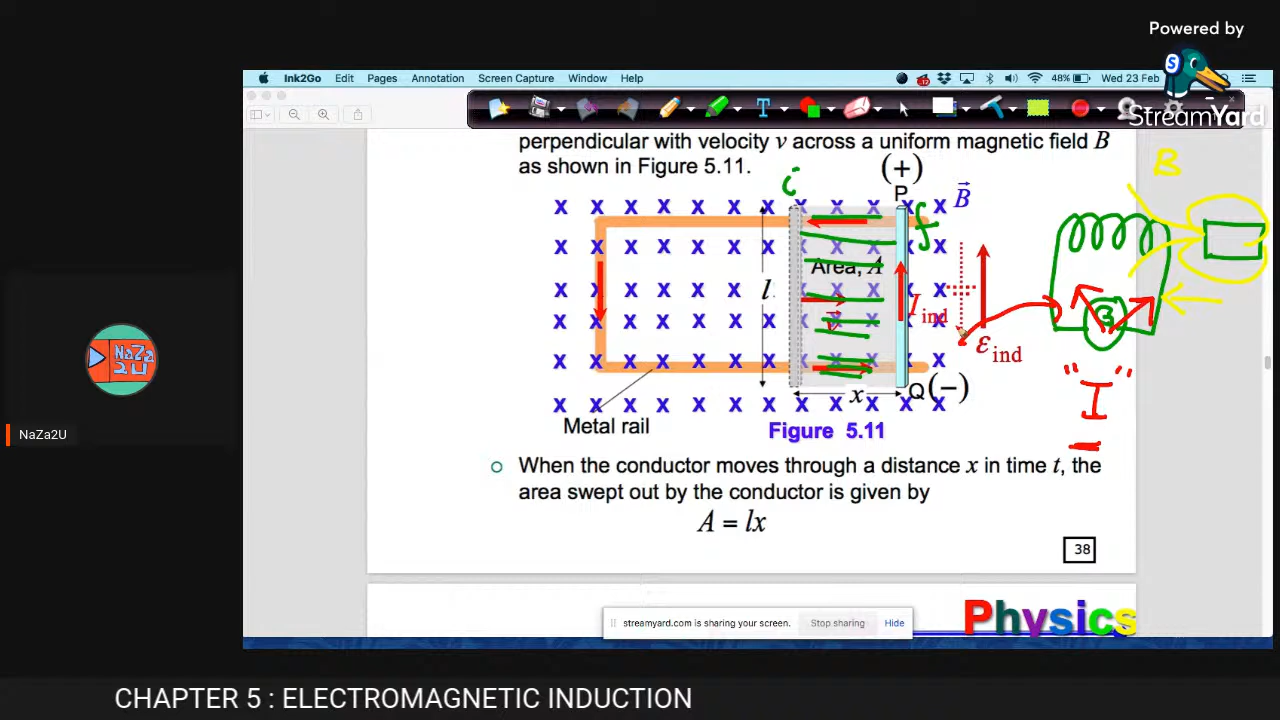 Powered by
StreamYard
Ink2Go Edit Pages Annotation Screen Capture Window Help 48% Wed 23 Feb
perpendicular with velocity v across a uniform magnetic field B
as shown in Figure 5.11.
(+)
B
i
P
f
B
x x x x x x x x x x x
x x x x x x x x x x
Area, A
l
x x x x x x x x x x
I ind
G
x x x x x x x v x x
ε ind
x x x x x x x x x x
"I"
x
Q (−)
x x x x x x x x x x x
Metal rail
Figure 5.11
NaZa
2U
NaZa2U
When the conductor moves through a distance x in time t, the
area swept out by the conductor is given by
A = lx
38
Physics
streamyard.com is sharing your screen. Stop sharing Hide
CHAPTER 5 : ELECTROMAGNETIC INDUCTION